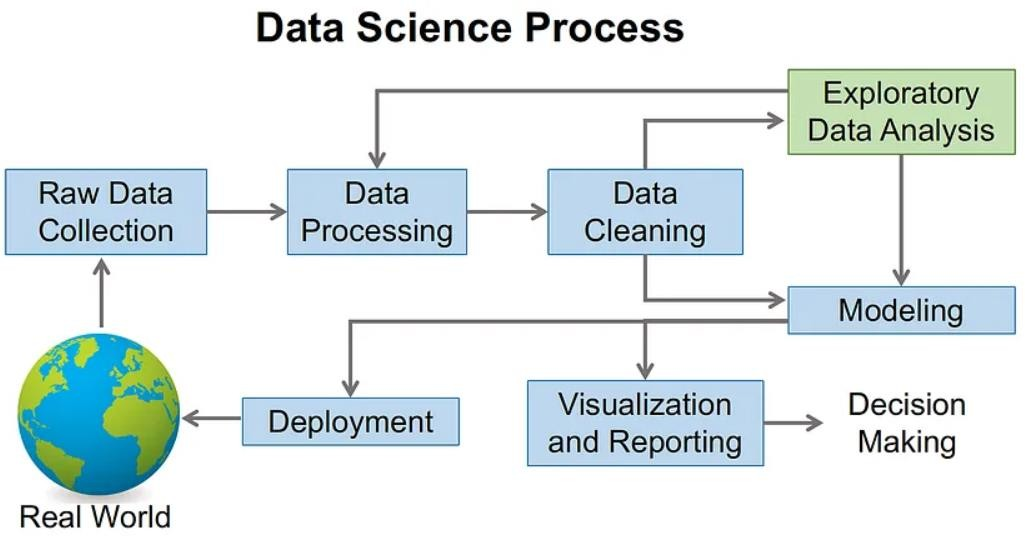 Data Science Process
Exploratory
Data Analysis
Raw Data
Collection
Data
Processing
Data
Cleaning
Modeling
Deployment
Visualization
and Reporting
Decision
Making
Real World